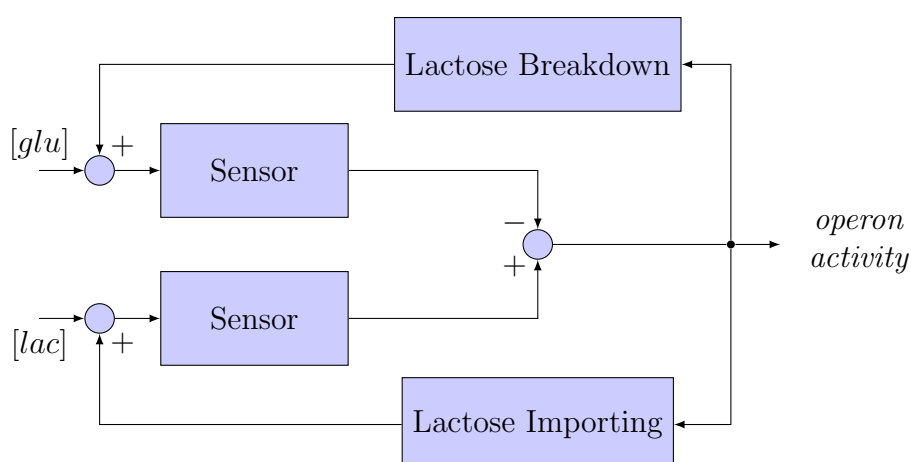 Lactose Breakdown
[glu]
+
Sensor
−
operon
activity
+
Sensor
[lac]
+
Lactose Importing